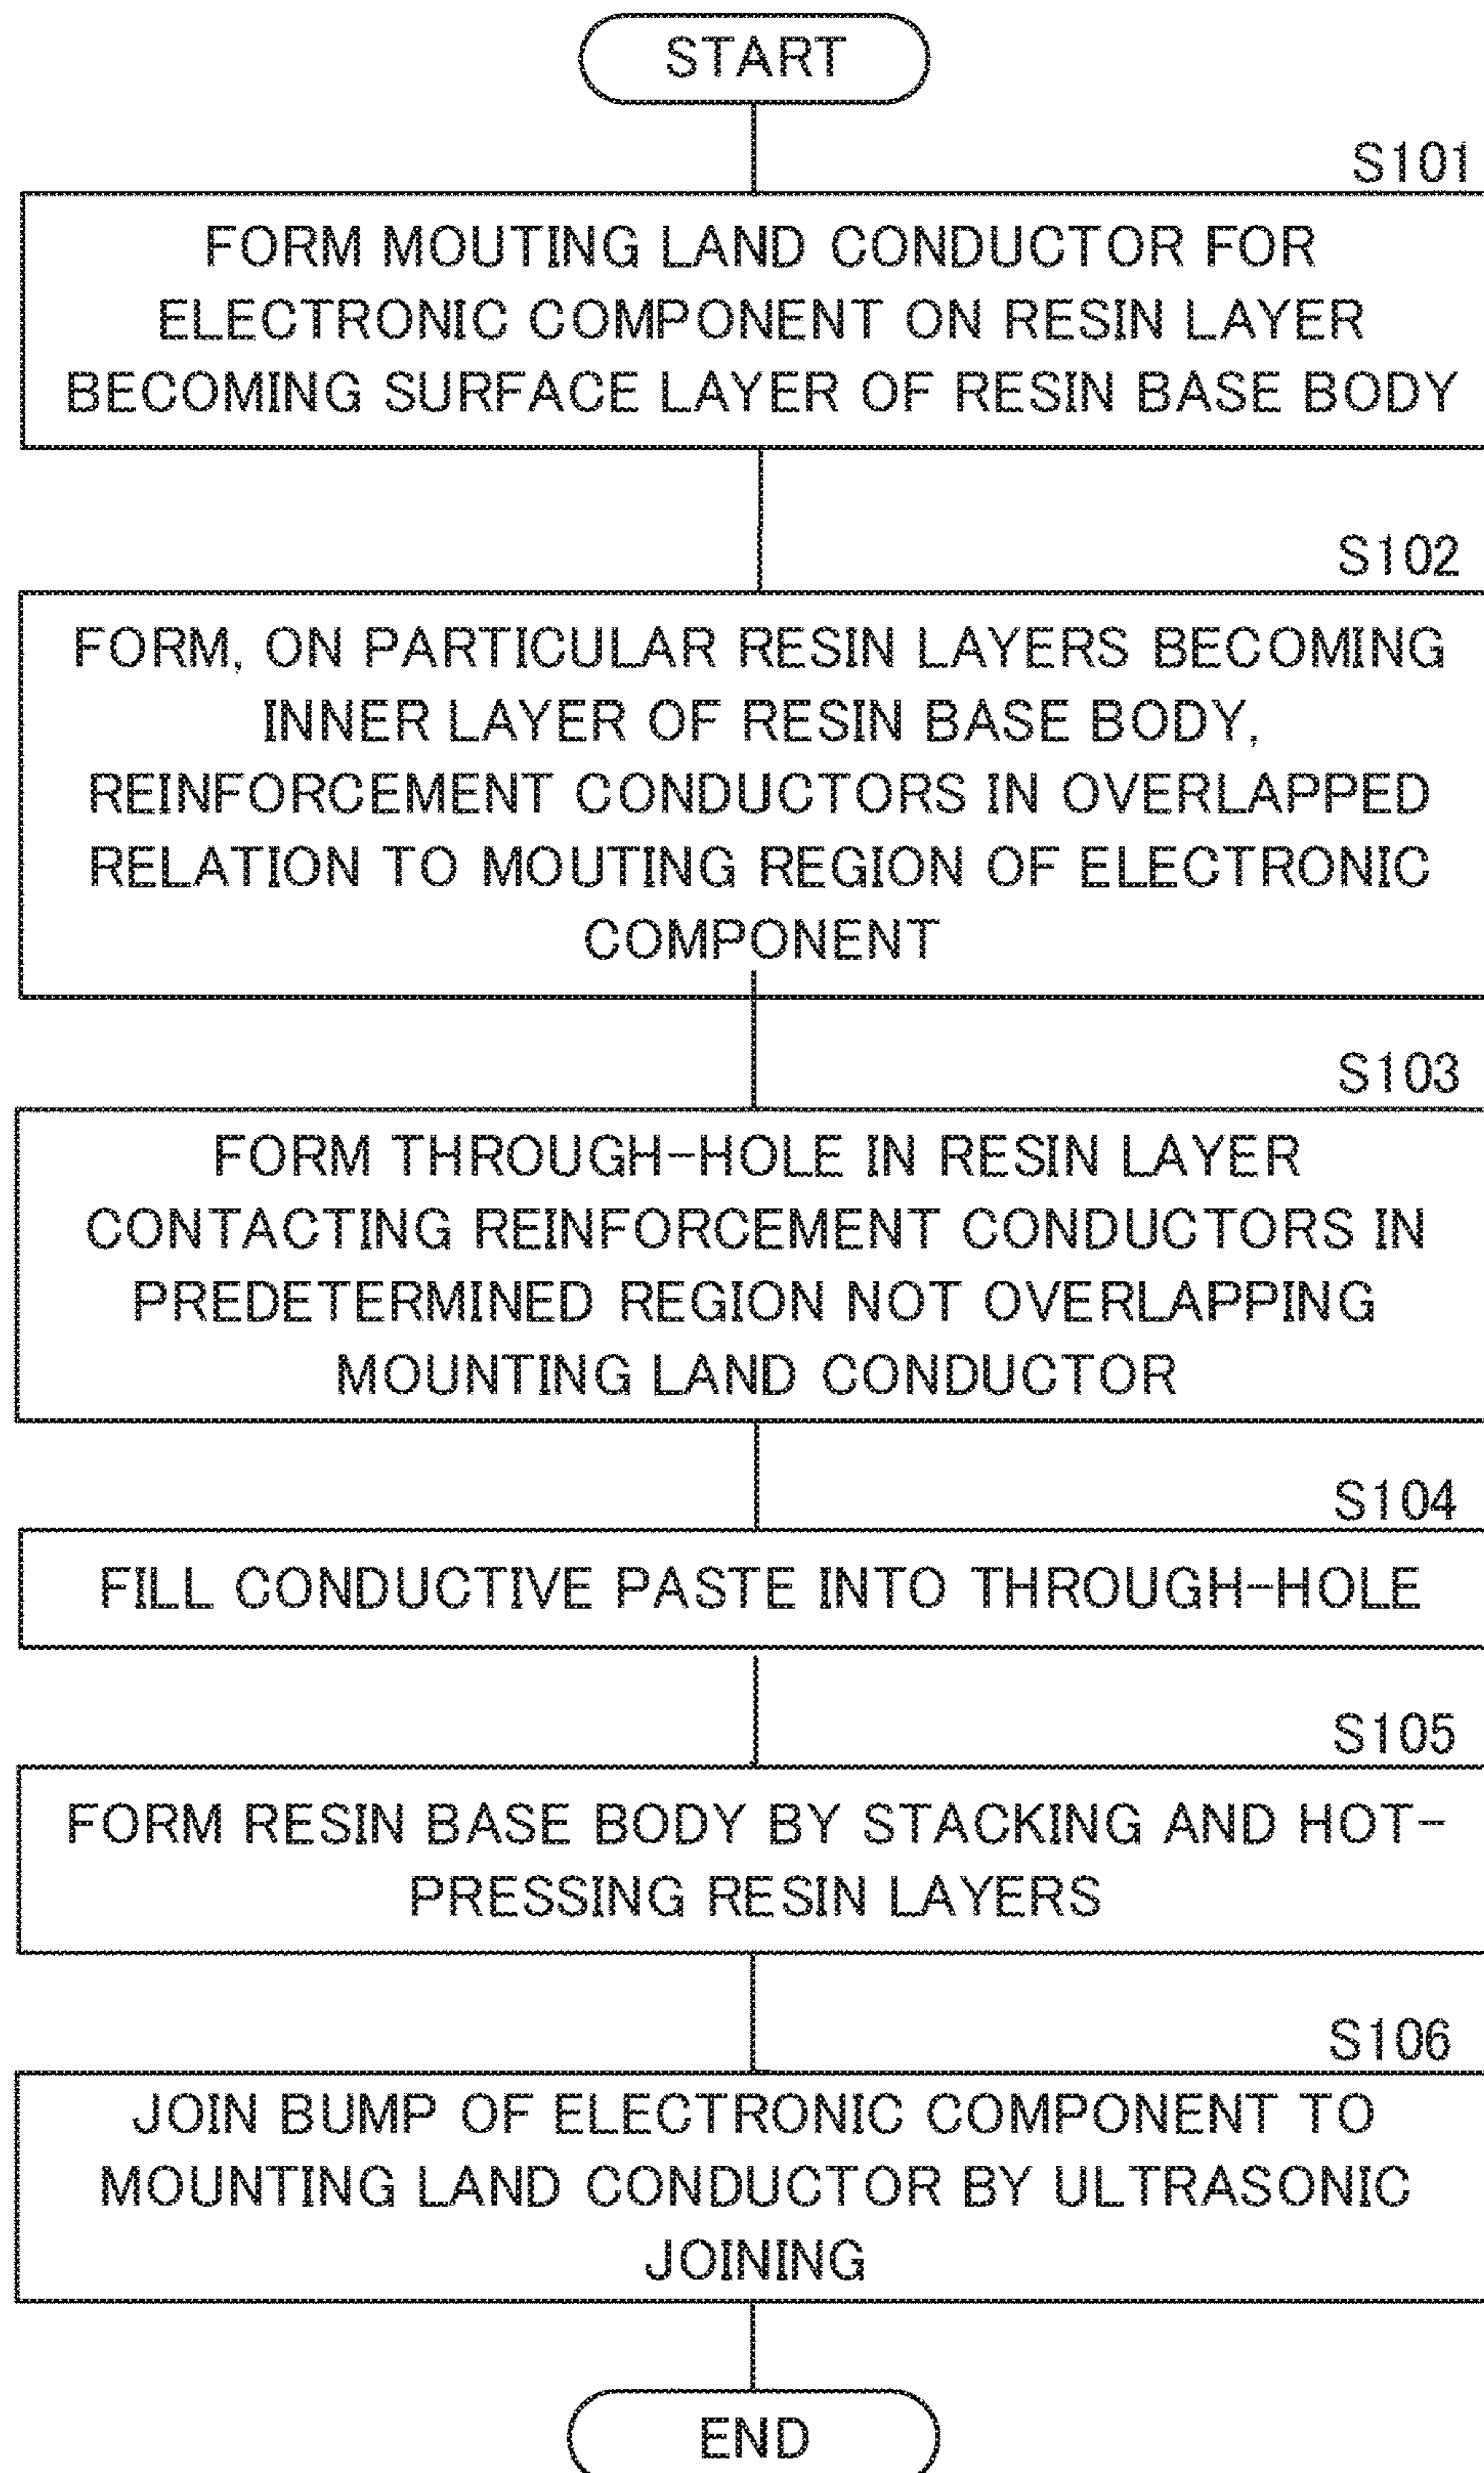 START
S101
FORM MOUTING LAND CONDUCTOR FOR
ELECTRONIC COMPONENT ON RESIN LAYER
BECOMING SURFACE LAYER OF RESIN BASE BODY
S102
FORM, ON PARTICULAR RESIN LAYERS BECOMING
INNER LAYER OF RESIN BASE BODY,
REINFORCEMENT CONDUCTORS IN OVERLAPPED
RELATION TO MOUTING REGION OF ELECTRONIC
COMPONENT
S103
FORM THROUGH-HOLE IN RESIN LAYER
CONTACTING REINFORCEMENT CONDUCTORS IN
PREDETERMINED REGION NOT OVERLAPPING
MOUNTING LAND CONDUCTOR
S104
FILL CONDUCTIVE PASTE INTO THROUGH-HOLE
S105
FORM RESIN BASE BODY BY STACKING AND HOT-
PRESSING RESIN LAYERS
S106
JOIN BUMP OF ELECTRONIC COMPONENT TO
MOUNTING LAND CONDUCTOR BY ULTRASONIC
JOINING
END